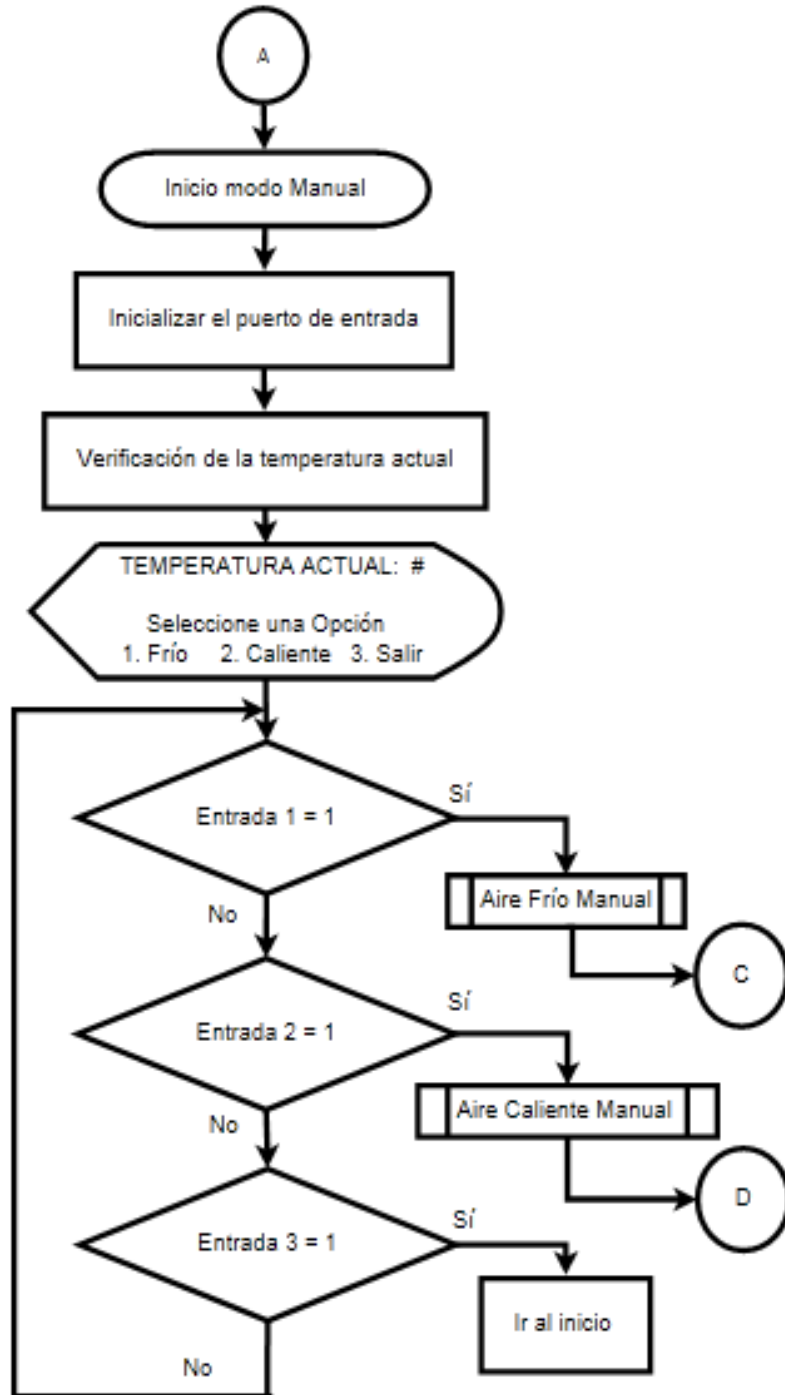 A
Inicio modo Manual
Inicializar el puerto de entrada
Verificación de la temperatura actual
TEMPERATURA ACTUAL: #
Seleccione una Opción
1. Frío 2. Caliente 3. Salir
Entrada 1 = 1
Sí
Aire Frío Manual
C
No
Entrada 2 = 1
Sí
Aire Caliente Manual
D
No
Entrada 3 = 1
Sí
Ir al inicio
No